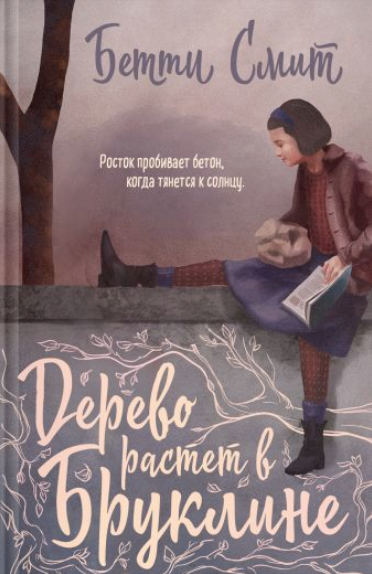 Бетти Смит
Росток пробивает бетон,
когда тянется к солнцу.
Дерево
растет в
Бруклине